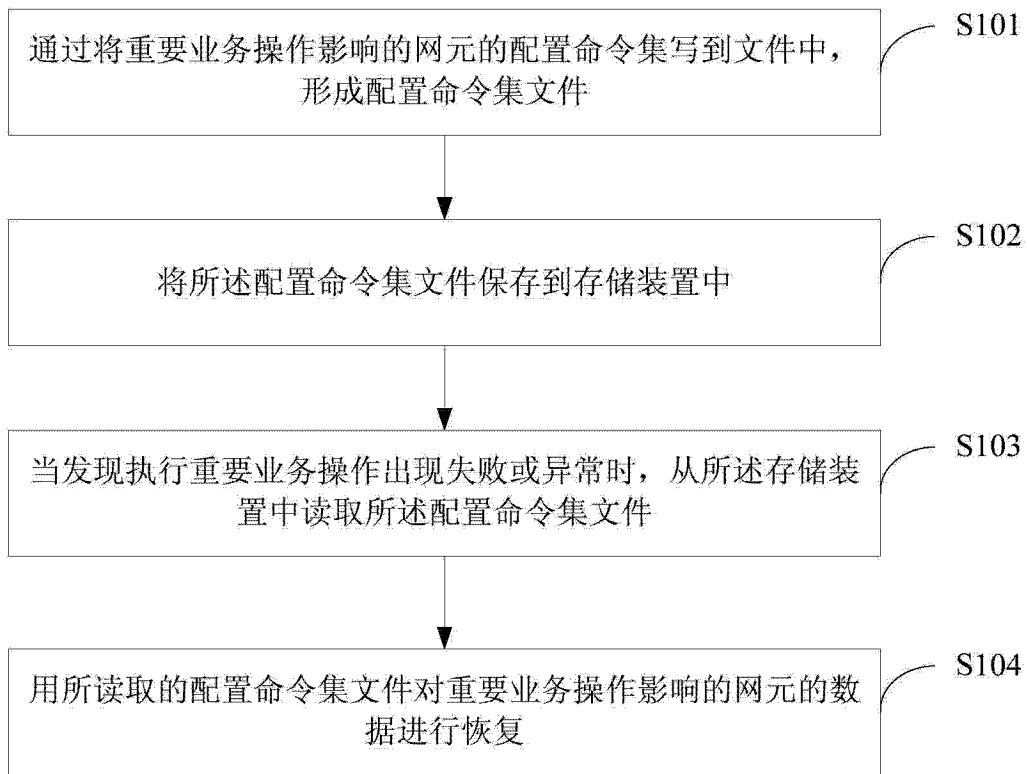 通过将重要业务操作影响的网元的配置命令集写到文件中，
形成配置命令集文件
S101
将所述配置命令集文件保存到存储装置中
S102
当发现执行重要业务操作出现失败或异常时，从所述存储装
置中读取所述配置命令集文件
S103
用所读取的配置命令集文件对重要业务操作影响的网元的数
据进行恢复
S104